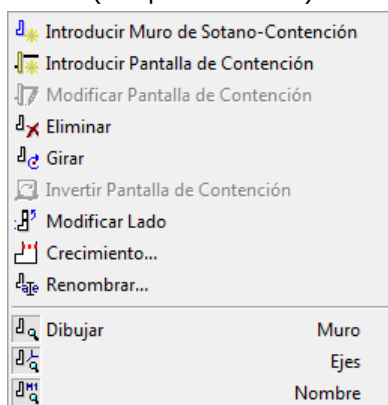 Introducir Muro de Sotano-Contención
Introducir Pantalla de Contención
Modificar Pantalla de Contención
Eliminar
Girar
Invertir Pantalla de Contención
Modificar Lado
Crecimiento...
Renombrar...
Dibujar Muro
Ejes
Nombre